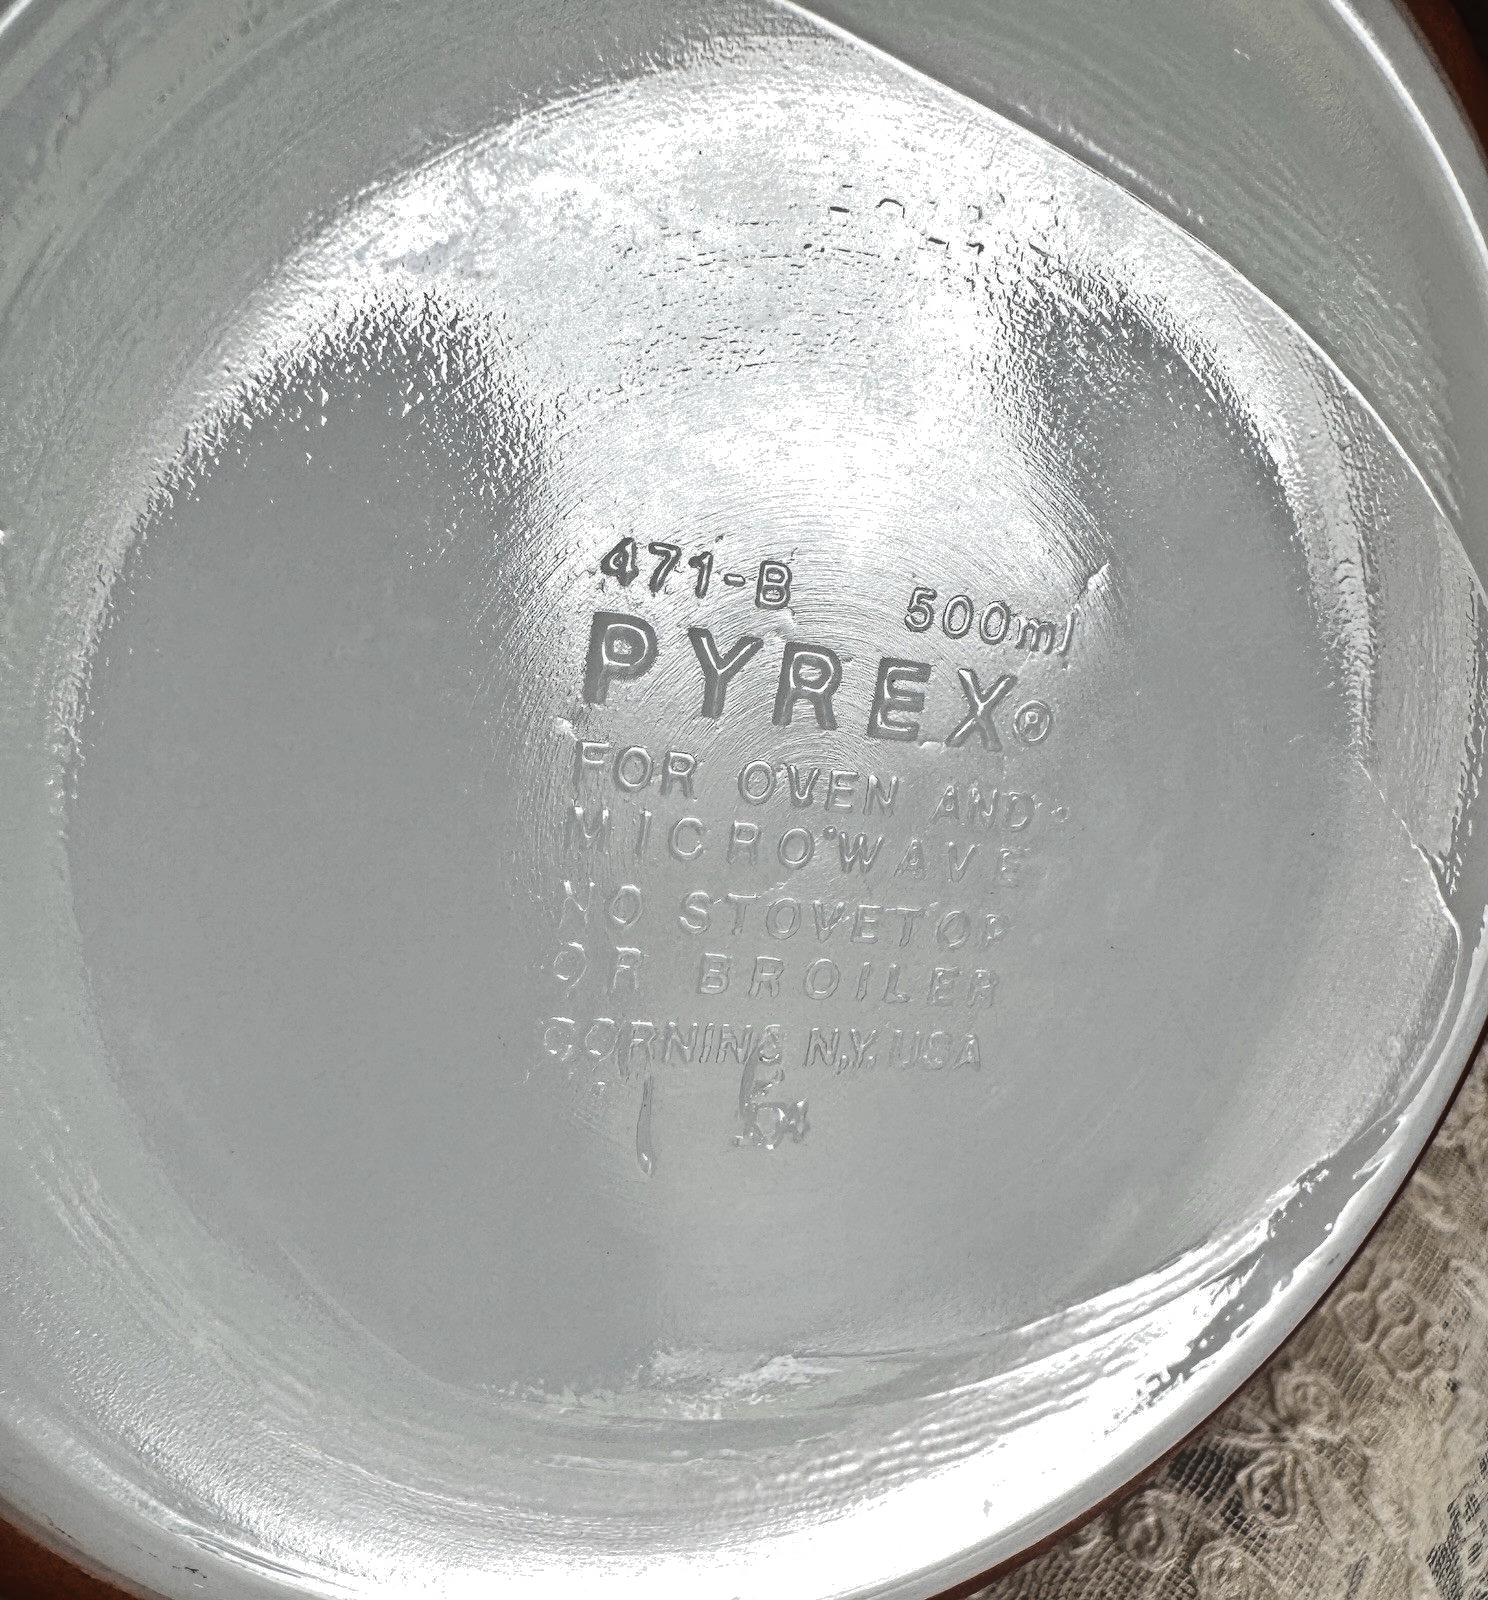 471-B 500ml
PYREX®
FOR OVEN AND
MICROWAVE
NO STOVETOP
OR BROILER
CORNING N.Y. USA